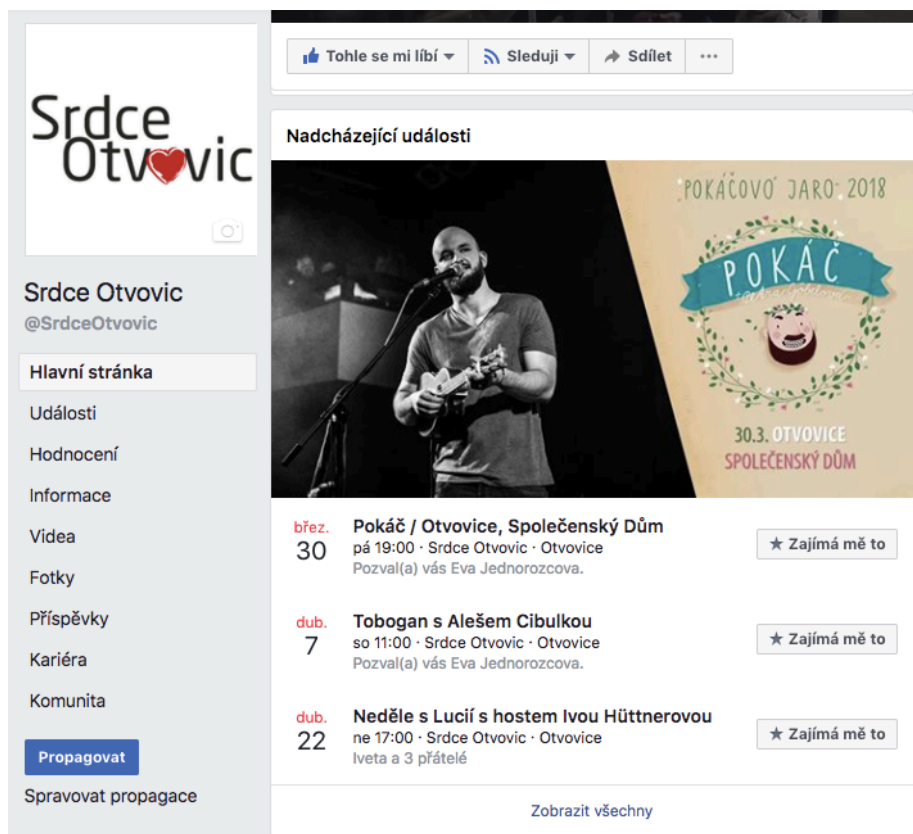 Srdce
Otvovic
Srdce Otvovic
@SrdceOtvovic
Hlavní stránka
Události
Hodnocení
Informace
Videa
Fotky
Příspěvky
Kariéra
Komunita
Propagovat
Spravovat propagace
Tohle se mi líbí
Sleduji
Sdílet
Nadcházející události
POKÁČOVO JARO 2018
POKÁČ
30.3. OTVOVICE
SPOLEČENSKÝ DŮM
břez.
30
Pokáč / Otvovice, Společenský Dům
pá 19:00 · Srdce Otvovic · Otvovice
Pozval(a) vás Eva Jednorozcova.
Zajímá mě to
dub.
7
Tobogan s Alešem Cibulkou
so 11:00 · Srdce Otvovic · Otvovice
Pozval(a) vás Eva Jednorozcova.
Zajímá mě to
dub.
22
Neděle s Lucií s hostem Ivou Hüttnerovou
ne 17:00 · Srdce Otvovic · Otvovice
Iveta a 3 přátelé
Zajímá mě to
Zobrazit všechny